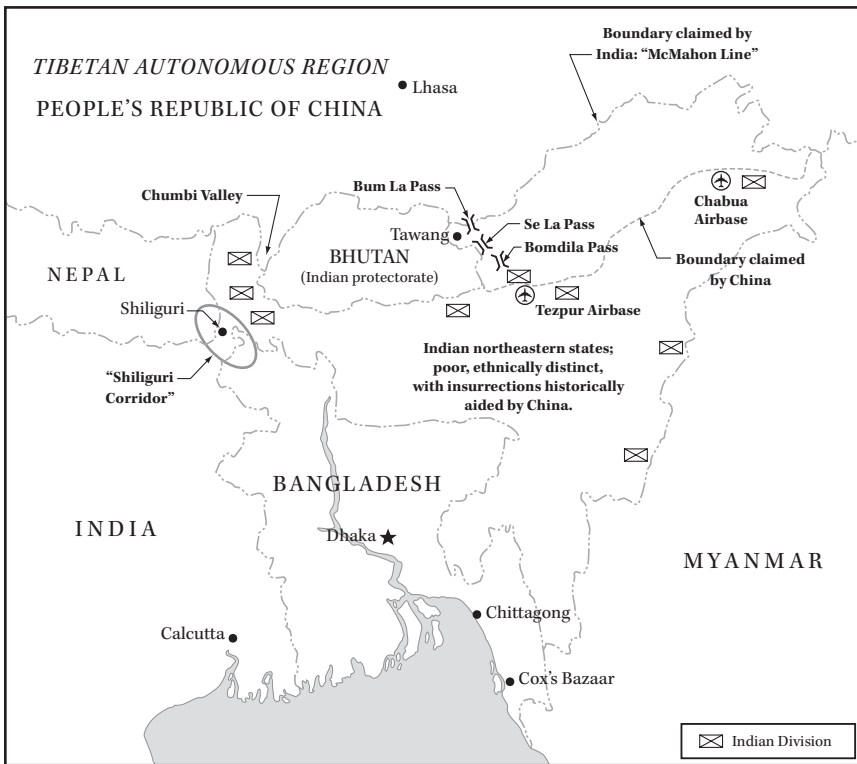 Boundary claimed by
India: “McMahon Line”
TIBETAN AUTONOMOUS REGION
PEOPLE’S REPUBLIC OF CHINA
Lhasa
Chumbi Valley
Bum La Pass
Se La Pass
Bomdila Pass
Tawang
BHUTAN
(Indian protectorate)
Chabua
Airbase
Boundary claimed
by China
NEPAL
Shiliguri
Tezpur Airbase
“Shiliguri
Corridor”
Indian northeastern states;
poor, ethnically distinct,
with insurrections historically
aided by China.
BANGLADESH
INDIA
Dhaka
MYANMAR
Calcutta
Chittagong
Cox’s Bazaar
Indian Division